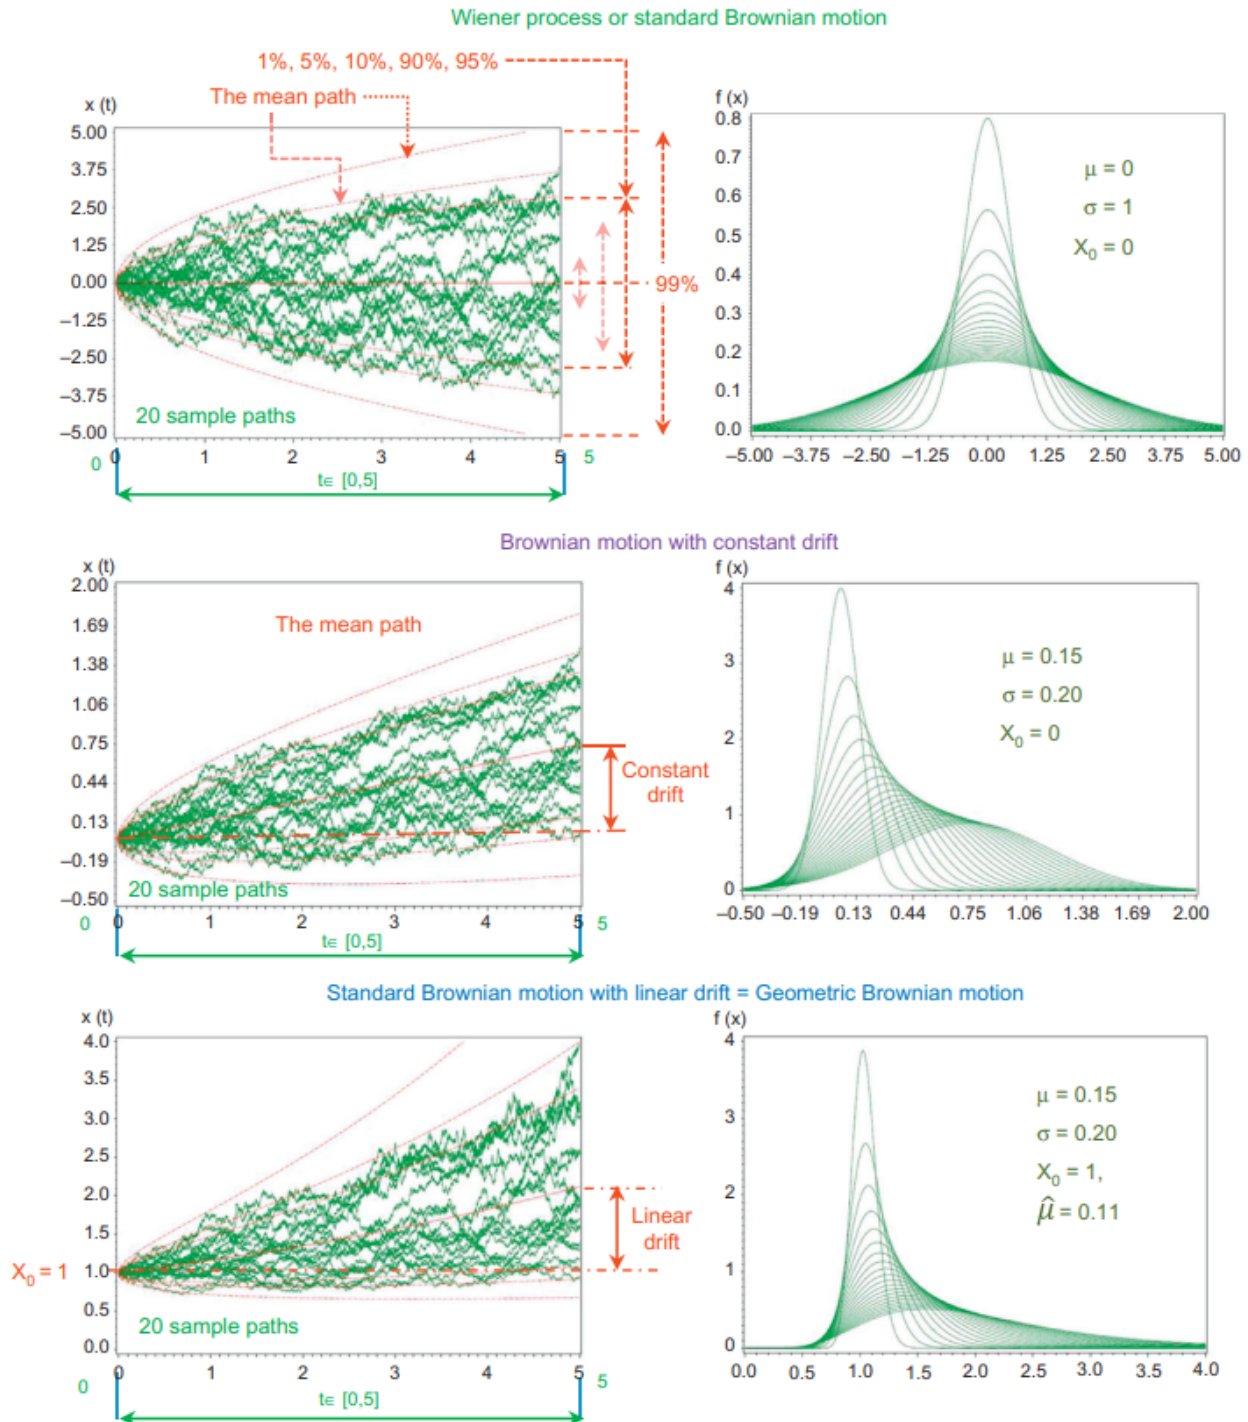 Wiener process or standard Brownian motion
1%, 5%, 10%, 90%, 95%
The mean path
x (t)
5.00
3.75
2.50
1.25
0.00
–1.25
–2.50
–3.75
–5.00
99%
20 sample paths
0 1 2 3 4 5
0
5
t∈ [0,5]
f (x)
0.8
0.7
0.6
0.5
0.4
0.3
0.2
0.1
0.0
μ = 0
σ = 1
X₀ = 0
–5.00 –3.75 –2.50 –1.25 0.00 1.25 2.50 3.75 5.00
Brownian motion with constant drift
x (t)
2.00
1.69
1.38
1.06
0.75
0.44
0.13
–0.19
–0.50
The mean path
Constant
drift
20 sample paths
0 1 2 3 4 5
0
5
t∈ [0,5]
f (x)
4
3
2
1
0
μ = 0.15
σ = 0.20
X₀ = 0
–0.50 –0.19 0.13 0.44 0.75 1.06 1.38 1.69 2.00
Standard Brownian motion with linear drift = Geometric Brownian motion
x (t)
4.0
3.5
3.0
2.5
2.0
1.5
1.0
0.5
0.0
X₀ = 1
Linear
drift
20 sample paths
0 1 2 3 4 5
0
5
t∈ [0,5]
f (x)
4
3
2
1
0
μ = 0.15
σ = 0.20
X₀ = 1,
μ̂ = 0.11
0.0 0.5 1.0 1.5 2.0 2.5 3.0 3.5 4.0